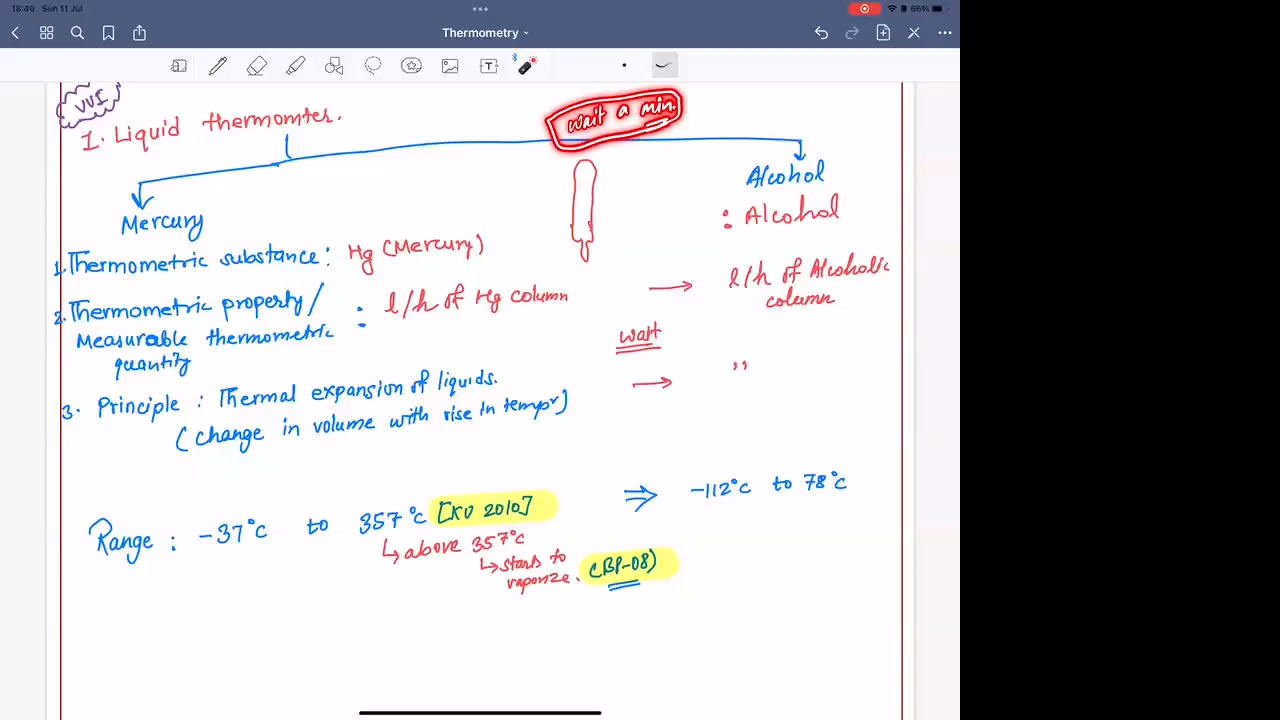 18:40 Sun 11 Jul
66%
Thermometry
T
VVI
1. Liquid thermomter.
wait a min.
Mercury
Alcohol
1. Thermometric substance : Hg (Mercury)
: Alcohol
2. Thermometric property/
Measurable thermometric
quantity
: l/h of Hg column
→ l/h of Alcoholic
column
wait
3. Principle : Thermal expansion of liquids.
(change in volume with rise in tempr)
→ ,,
Range : -37°c to 357°c [KU 2010]
⇒ -112°c to 78°c
↳ above 357°c
↳ starts to
vaporize.
(BP-08)